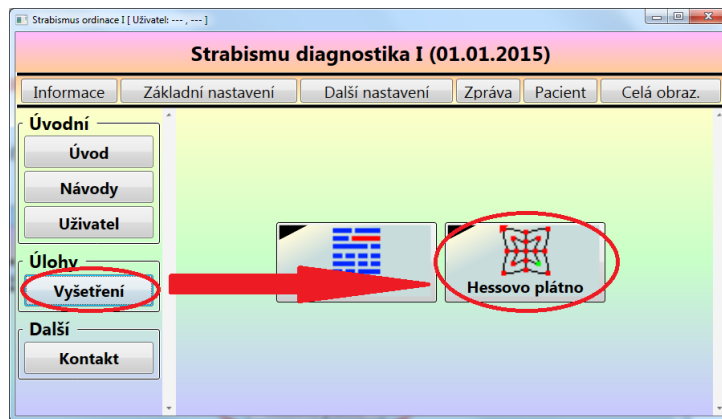 Strabismus ordinace I [ Uživatel: --- , --- ]
Strabismu diagnostika I (01.01.2015)
Informace
Základní nastavení
Další nastavení
Zpráva
Pacient
Celá obraz.
Úvodní
Úvod
Návody
Uživatel
Úlohy
Vyšetření
Další
Kontakt
Hessovo plátno